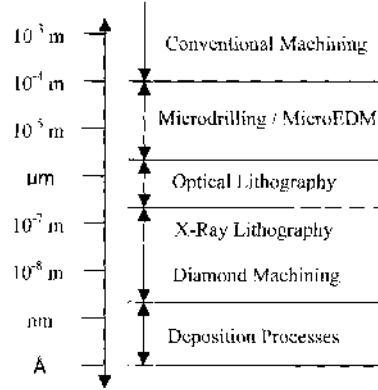 10⁻³ m
Conventional Machining
10⁻⁴ m
Microdrilling / MicroEDM
10⁻⁵ m
μm
Optical Lithography
10⁻⁷ m
X-Ray Lithography
10⁻⁸ m
Diamond Machining
nm
Deposition Processes
Å